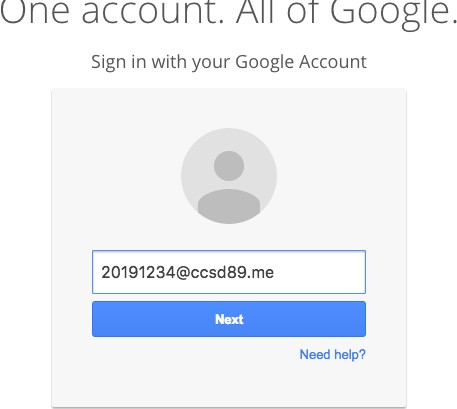 One account. All of Google.
Sign in with your Google Account
20191234@ccsd89.me
Next
Need help?